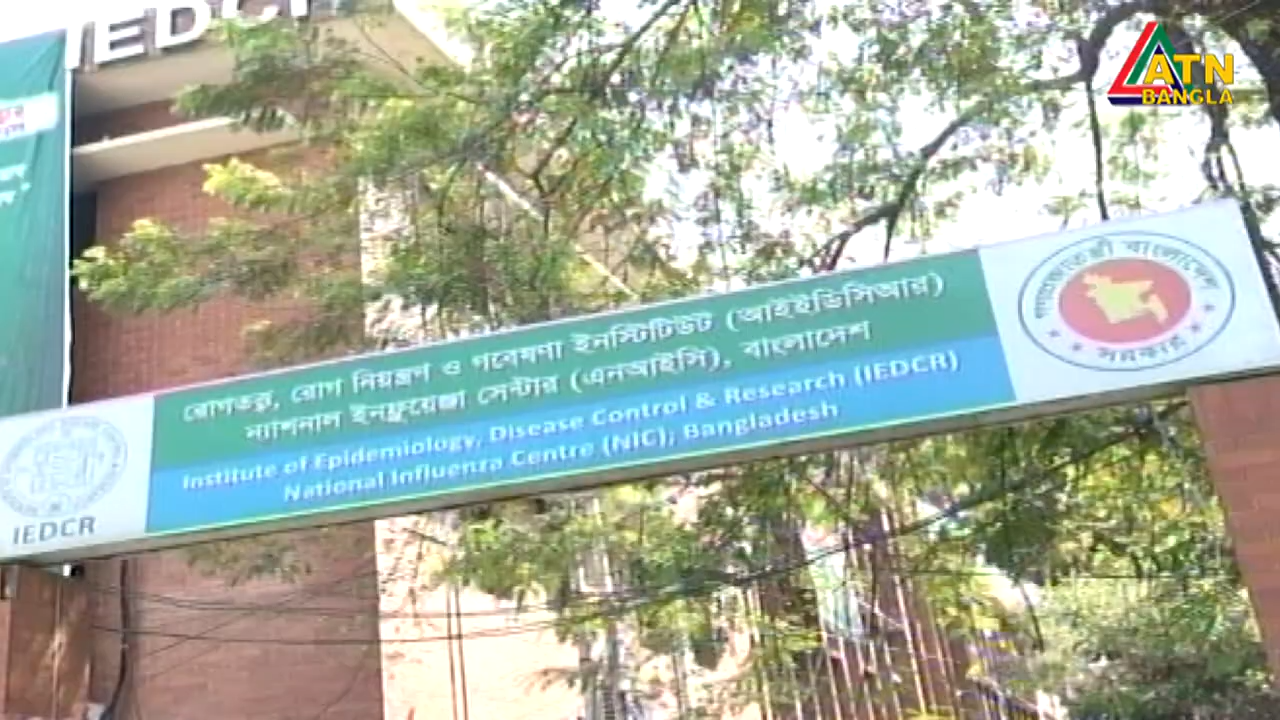 IEDCR
ATN
BANGLA
রোগতত্ত্ব, রোগ নিয়ন্ত্রণ ও গবেষণা ইনস্টিটিউট (আইইডিসিআর)
ন্যাশনাল ইনফ্লুয়েঞ্জা সেন্টার (এনআইসি), বাংলাদেশ
Institute of Epidemiology, Disease Control & Research (IEDCR)
National Influenza Centre (NIC), Bangladesh
IEDCR
গণপ্রজাতন্ত্রী বাংলাদেশ
সরকার